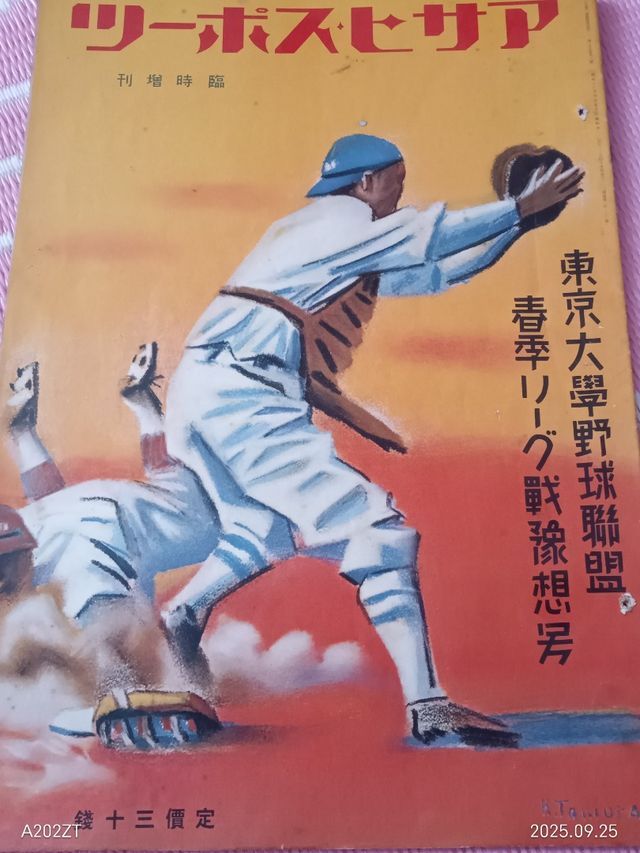 アサヒ・スポーツ
臨時増刊
東京大學野球聯盟
春季リーグ戰豫想号
定價三十錢
K.Tamura
A202ZT
2025.09.25